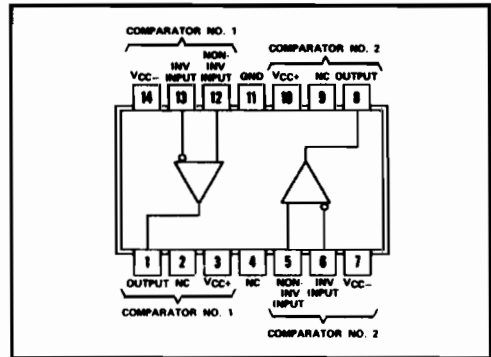 COMPARATOR NO. 1
COMPARATOR NO. 2
VCC– INV INPUT NON-INV INPUT GND VCC+ NC OUTPUT
14 13 12 11 10 9 8
1 2 3 4 5 6 7
OUTPUT NC VCC+ NC NON-INV INPUT INV INPUT VCC–
COMPARATOR NO. 1
COMPARATOR NO. 2